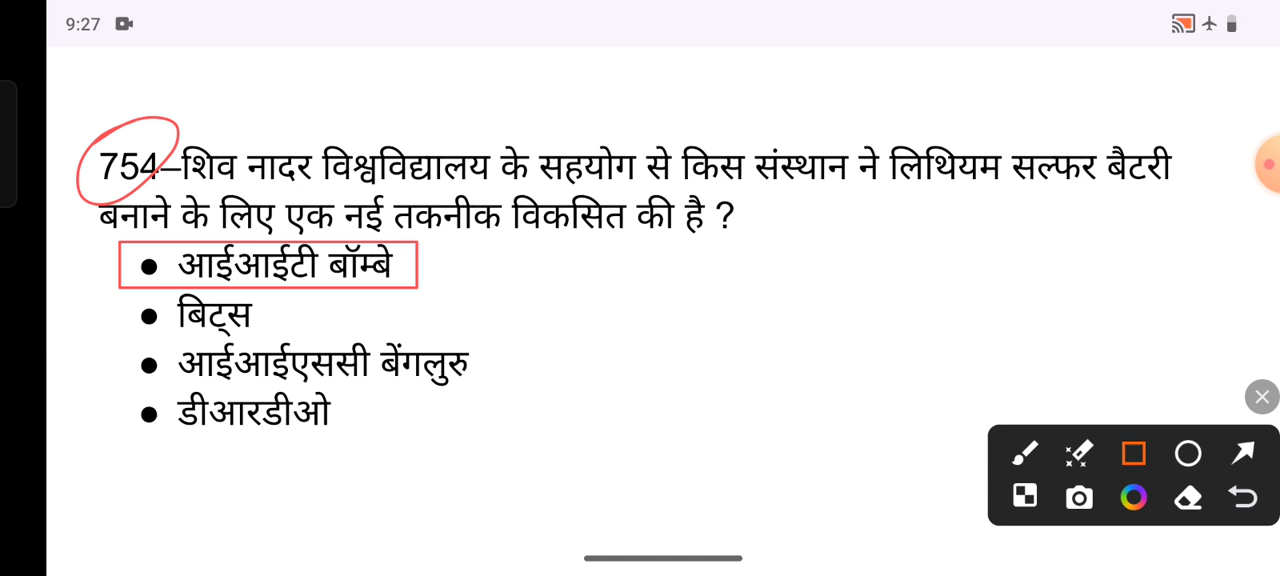 9:27
754–शिव नादर विश्वविद्यालय के सहयोग से किस संस्थान ने लिथियम सल्फर बैटरी
बनाने के लिए एक नई तकनीक विकसित की है ?
● आईआईटी बॉम्बे
● बिट्स
● आईआईएससी बेंगलुरु
● डीआरडीओ